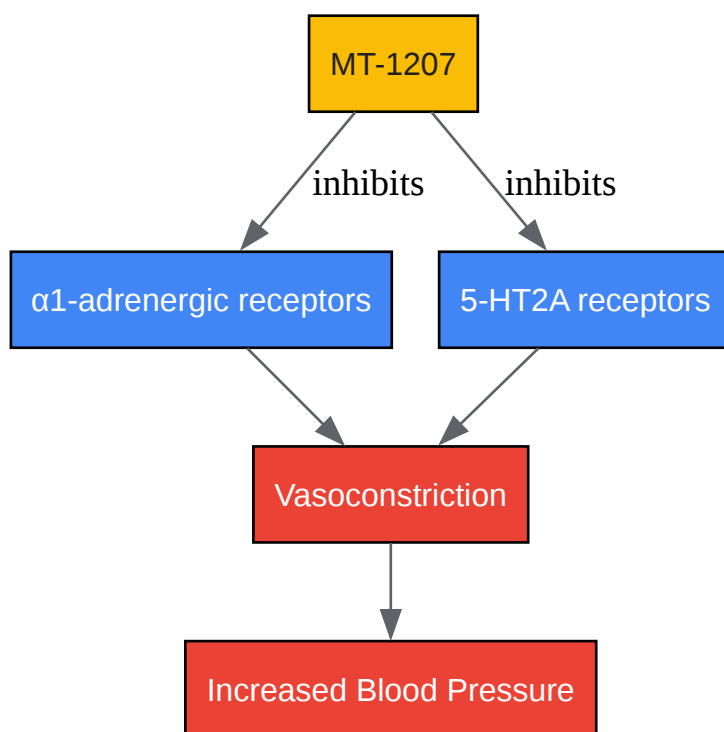 MT-1207
inhibits
inhibits
α1-adrenergic receptors
5-HT2A receptors
Vasoconstriction
Increased Blood Pressure